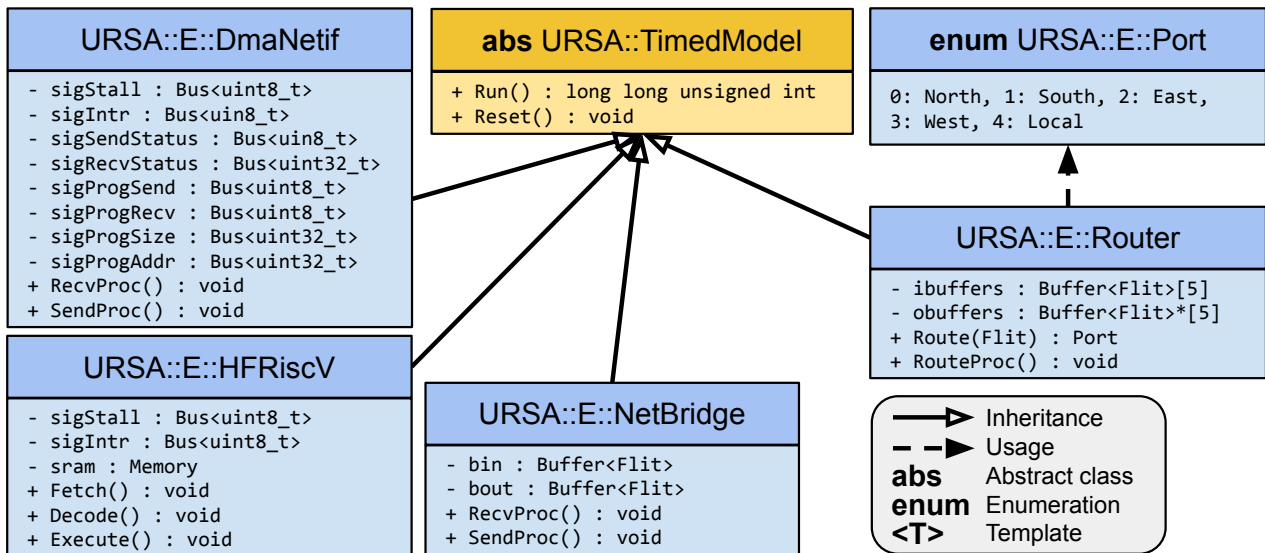 URSA::E::DmaNetif
- sigStall : Bus<uint8_t>
- sigIntr : Bus<uin8_t>
- sigSendStatus : Bus<uin8_t>
- sigRecvStatus : Bus<uint32_t>
- sigProgSend : Bus<uint8_t>
- sigProgRecv : Bus<uint8_t>
- sigProgSize : Bus<uint32_t>
- sigProgAddr : Bus<uint32_t>
+ RecvProc() : void
+ SendProc() : void
abs URSA::TimedModel
+ Run() : long long unsigned int
+ Reset() : void
enum URSA::E::Port
0: North, 1: South, 2: East,
3: West, 4: Local
URSA::E::Router
- ibuffers : Buffer<Flit>[5]
- obuffers : Buffer<Flit>*[5]
+ Route(Flit) : Port
+ RouteProc() : void
URSA::E::HFRiscV
- sigStall : Bus<uint8_t>
- sigIntr : Bus<uint8_t>
- sram : Memory
+ Fetch() : void
+ Decode() : void
+ Execute() : void
URSA::E::NetBridge
- bin : Buffer<Flit>
- bout : Buffer<Flit>
+ RecvProc() : void
+ SendProc() : void
Inheritance
Usage
abs Abstract class
enum Enumeration
<T> Template